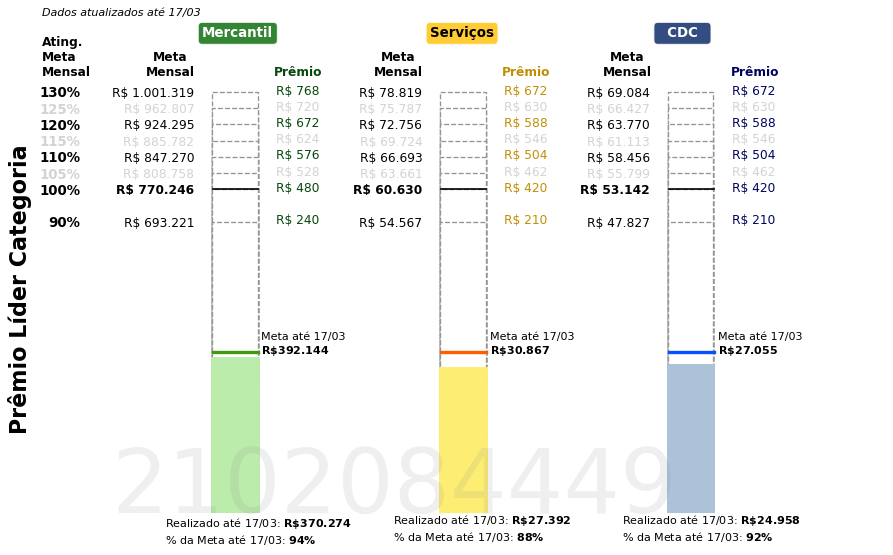 Dados atualizados até 17/03
Mercantil Serviços CDC
Ating. Meta Mensal
Meta Mensal Prêmio Meta Mensal Prêmio Meta Mensal Prêmio
130% R$ 1.001.319 R$ 768 R$ 78.819 R$ 672 R$ 69.084 R$ 672
125% R$ 962.807 R$ 720 R$ 75.787 R$ 630 R$ 66.427 R$ 630
120% R$ 924.295 R$ 672 R$ 72.756 R$ 588 R$ 63.770 R$ 588
115% R$ 885.782 R$ 624 R$ 69.724 R$ 546 R$ 61.113 R$ 546
110% R$ 847.270 R$ 576 R$ 66.693 R$ 504 R$ 58.456 R$ 504
105% R$ 808.758 R$ 528 R$ 63.661 R$ 462 R$ 55.799 R$ 462
100% R$ 770.246 R$ 480 R$ 60.630 R$ 420 R$ 53.142 R$ 420
90% R$ 693.221 R$ 240 R$ 54.567 R$ 210 R$ 47.827 R$ 210
Prêmio Líder Categoria
Meta até 17/03 Meta até 17/03 Meta até 17/03
R$392.144 R$30.867 R$27.055
2102084449
Realizado até 17/03: R$370.274 Realizado até 17/03: R$27.392 Realizado até 17/03: R$24.958
% da Meta até 17/03: 94% % da Meta até 17/03: 88% % da Meta até 17/03: 92%